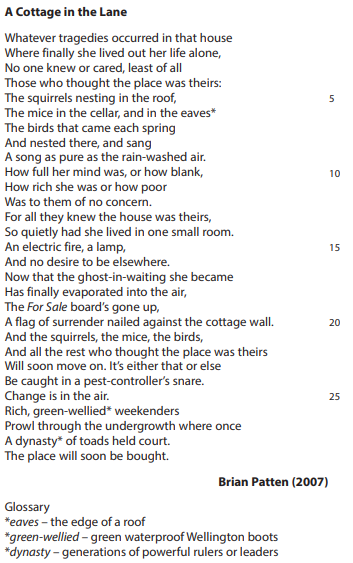 A Cottage in the Lane
Whatever tragedies occurred in that house
Where finally she lived out her life alone,
No one knew or cared, least of all
Those who thought the place was theirs:
The squirrels nesting in the roof, 5
The mice in the cellar, and in the eaves*
The birds that came each spring
And nested there, and sang
A song as pure as the rain-washed air.
How full her mind was, or how blank, 10
How rich she was or how poor
Was to them of no concern.
For all they knew the house was theirs,
So quietly had she lived in one small room.
An electric fire, a lamp, 15
And no desire to be elsewhere.
Now that the ghost-in-waiting she became
Has finally evaporated into the air,
The For Sale board's gone up,
A flag of surrender nailed against the cottage wall. 20
And the squirrels, the mice, the birds,
And all the rest who thought the place was theirs
Will soon move on. It's either that or else
Be caught in a pest-controller's snare.
Change is in the air. 25
Rich, green-wellied* weekenders
Prowl through the undergrowth where once
A dynasty* of toads held court.
The place will soon be bought.
Brian Patten (2007)
Glossary
*eaves – the edge of a roof
*green-wellied – green waterproof Wellington boots
*dynasty – generations of powerful rulers or leaders